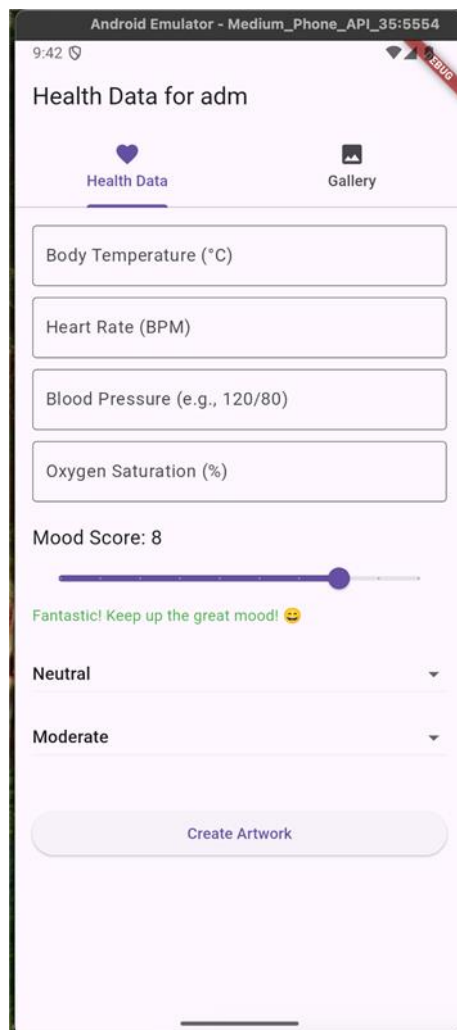 Android Emulator - Medium_Phone_API_35:5554
9:42
DEBUG
Health Data for adm
Health Data
Gallery
Body Temperature (°C)
Heart Rate (BPM)
Blood Pressure (e.g., 120/80)
Oxygen Saturation (%)
Mood Score: 8
Fantastic! Keep up the great mood! 😄
Neutral
Moderate
Create Artwork